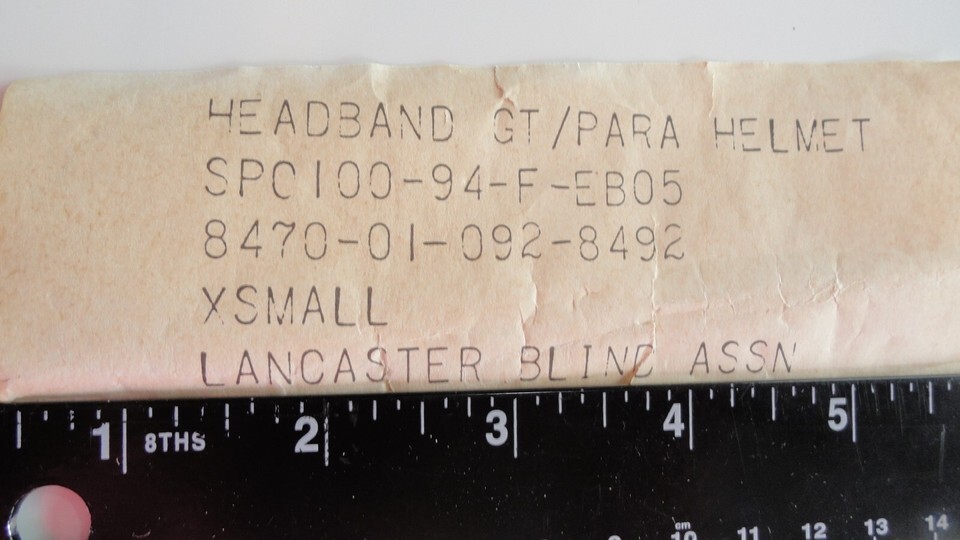 HEADBAND GT/PARA HELMET
SPC100-94-F-EB05
8470-01-092-8492
XSMALL
LANCASTER BLIND ASSN
1 8THS 2 3 4 5
cm
10 11 12 13 14